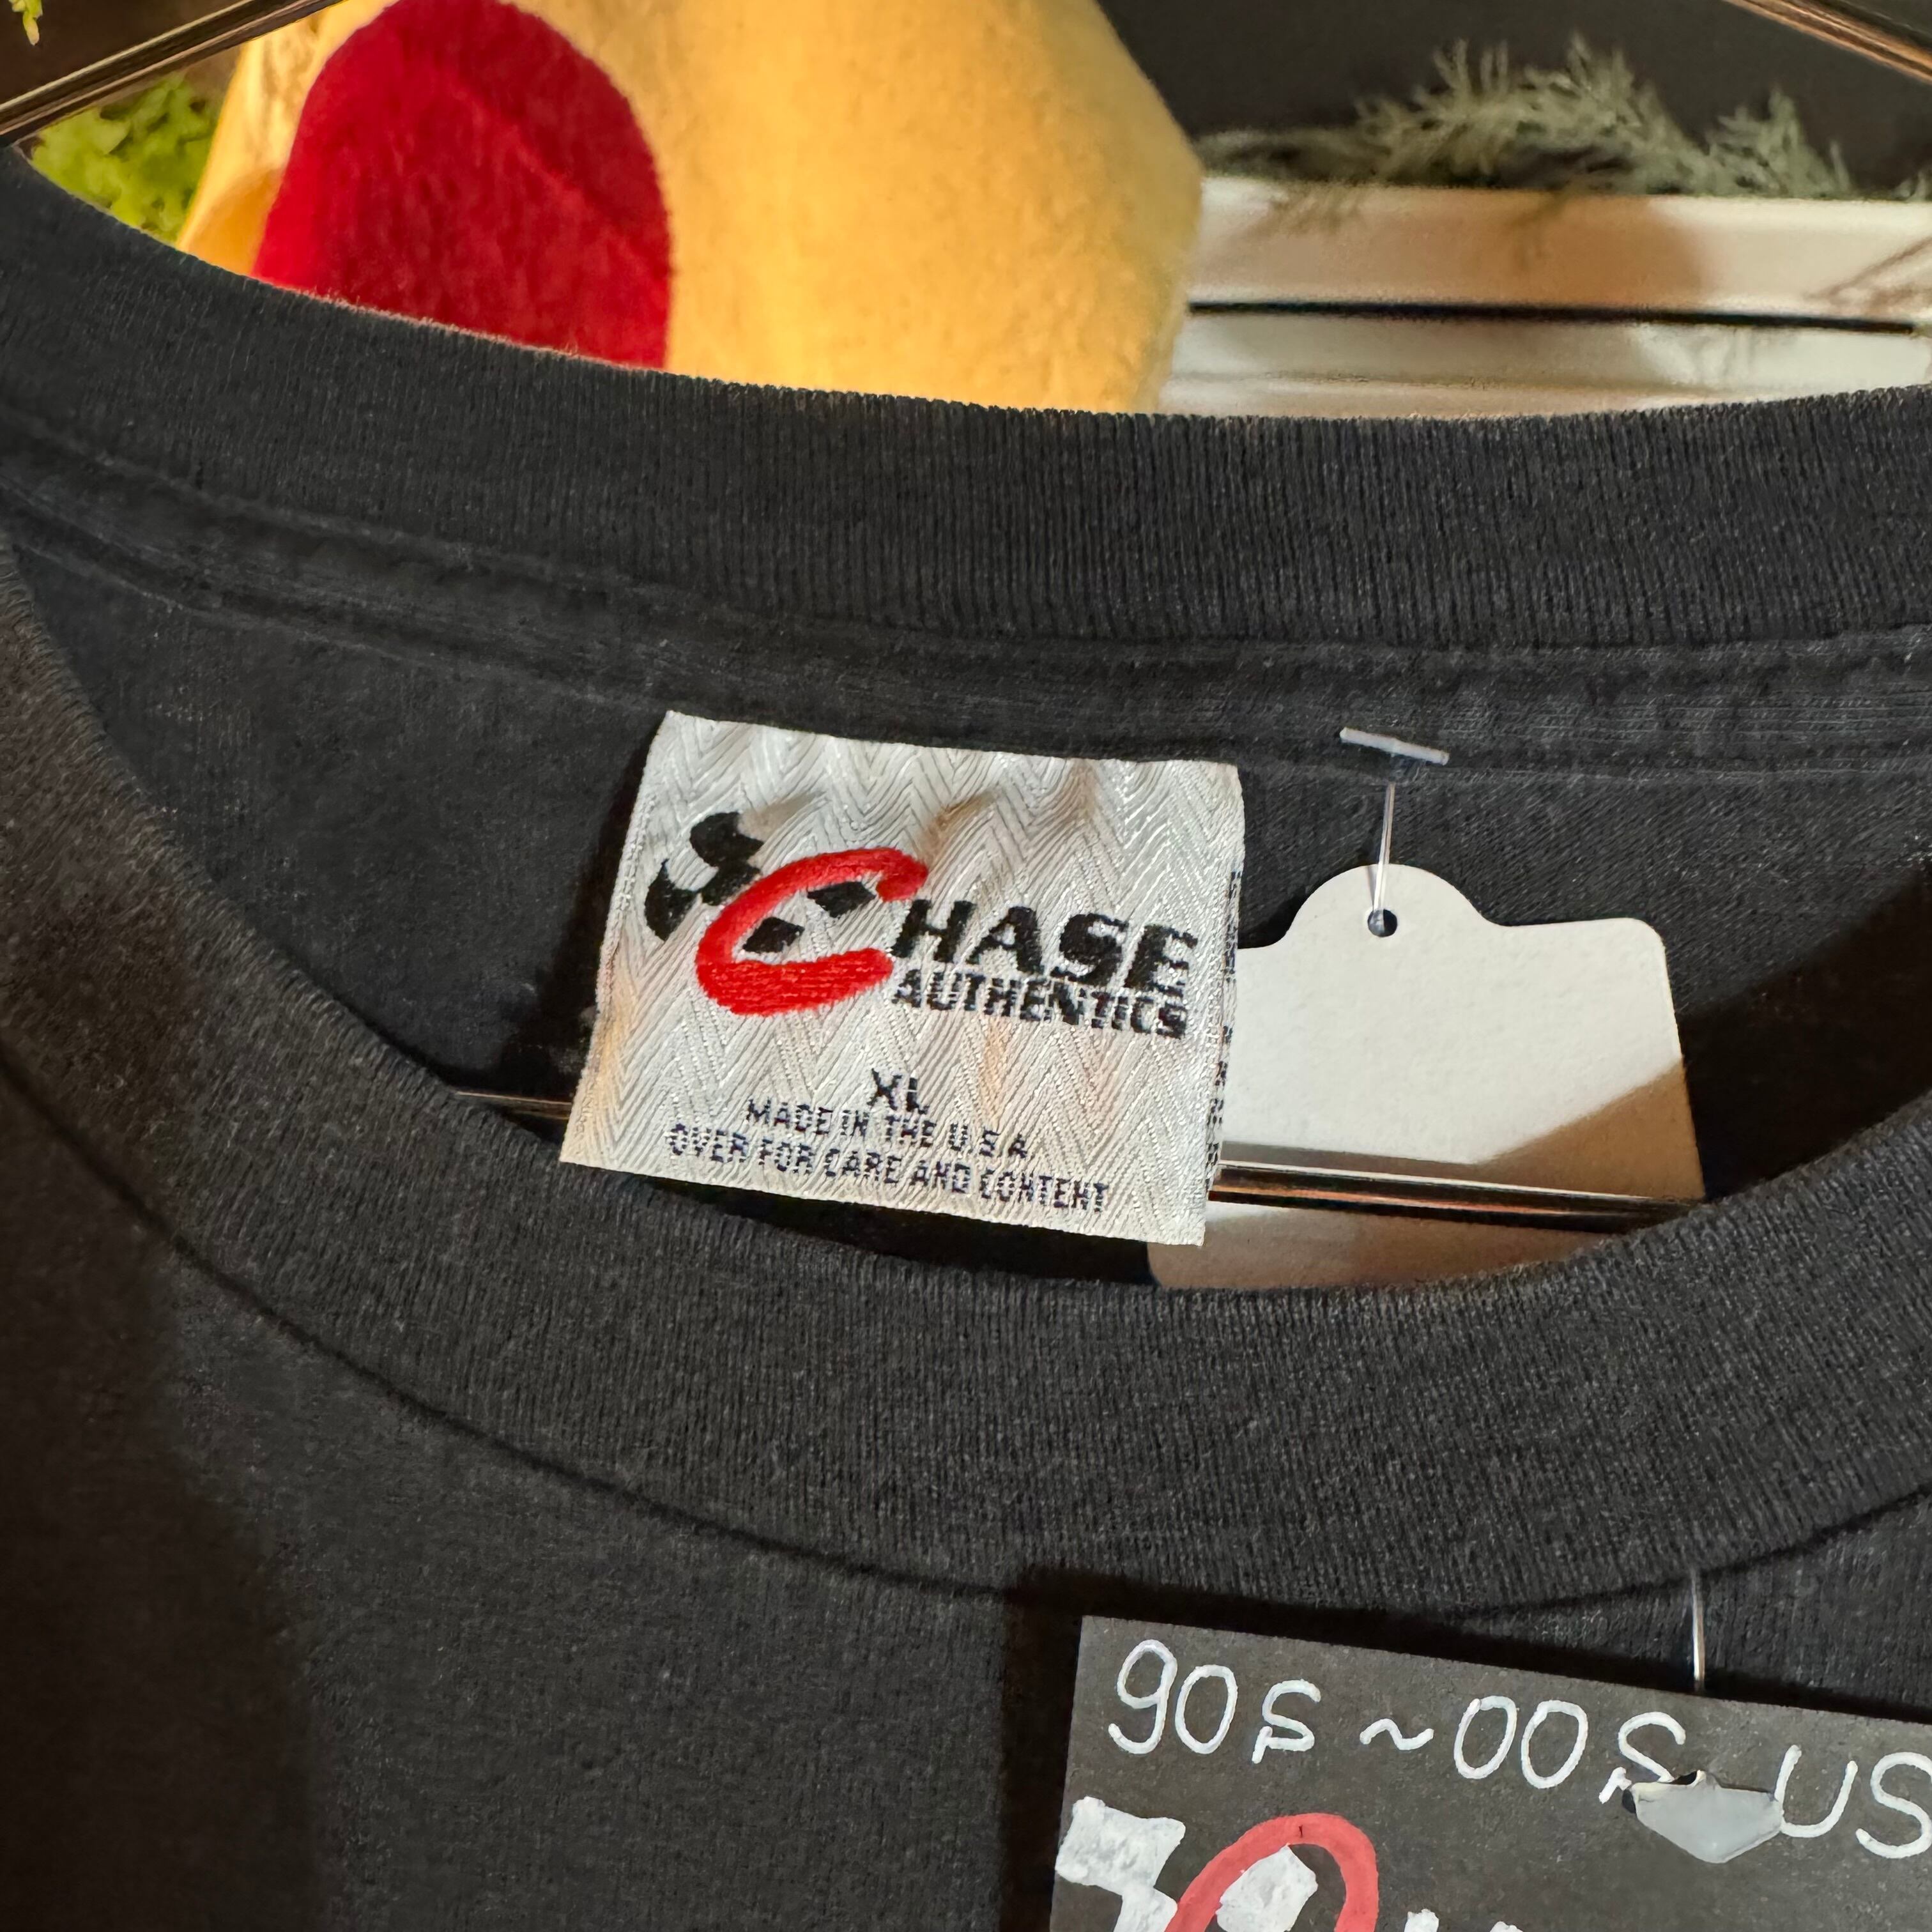 CHASE
AUTHENTICS
XL
MADE IN THE U.S.A
OVER FOR CARE AND CONTENT
90s~00s US